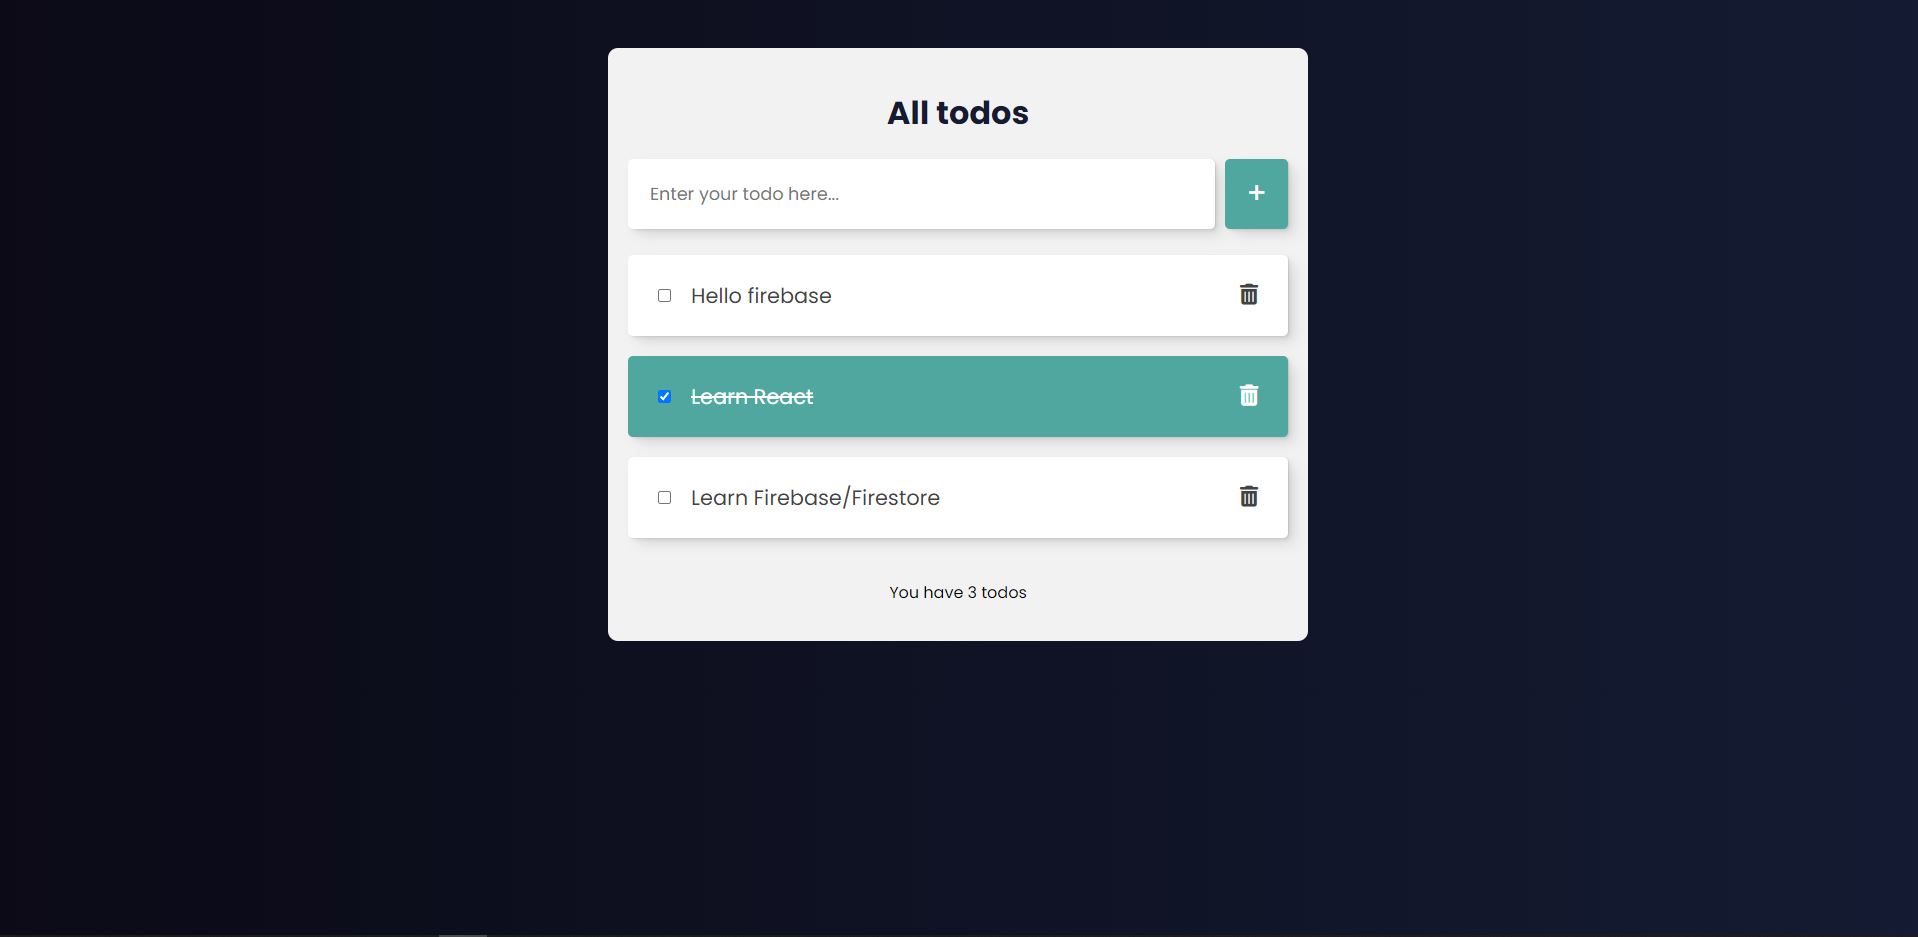 All todos
Enter your todo here...
+
Hello firebase
Learn React
Learn Firebase/Firestore
You have 3 todos